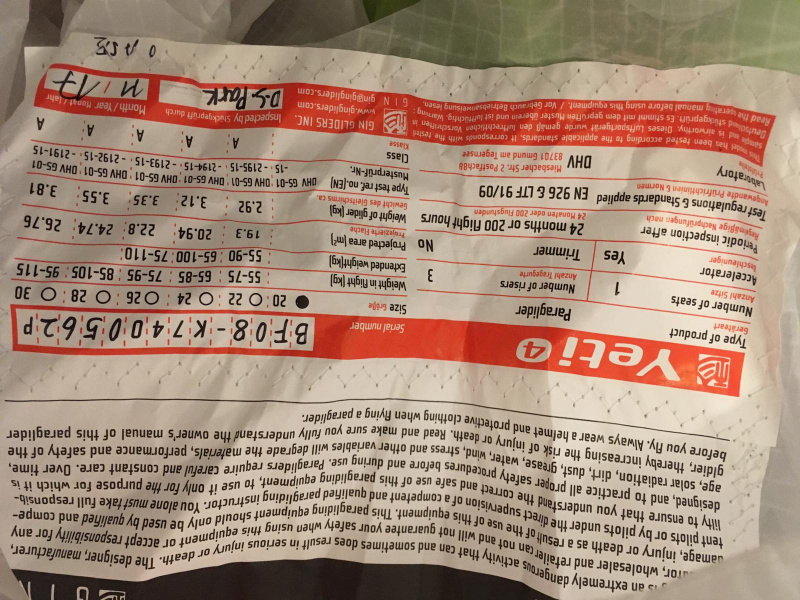 GIN
is an extremely dangerous activity that can and sometimes does result in serious injury or death. The designer, manufacturer,
wholesaler and retailer can not and will not guarantee your safety when using this equipment or accept responsibility for any
damage, injury or death as a result of the use of this equipment. This paragliding equipment should only be used by qualified and compe-
tent pilots or by pilots under the direct supervision of a competent and qualified paragliding instructor. You alone must take full responsib-
ility to ensure that you understand the correct and safe use of this paragliding equipment, to use it only for the purpose for which it is
designed, and to practice all proper safety procedures before and during use. Paragliders require careful and constant care. Over time,
age, solar radiation, dirt, dust, grease, water, wind, stress and other variables will degrade the materials, performance and safety of the
glider, thereby increasing the risk of injury or death. Read and make sure you fully understand the owner's manual of this paraglider
before you fly. Always wear a helmet and protective clothing when flying a paraglider.
Yeti 4
Serial number BF08-K7400562P
Type of product Paraglider
Geräteart
Number of seats 1
Anzahl Sitze
Number of risers 3
Anzahl Tragegurte
Accelerator Yes
Beschleuniger
Trimmer No
Periodic inspection after 24 months or 200 flight hours
Regemäßige Nachprüfungen nach: 24 Monaten oder 200 Flugstunden
Test regulations & Standards applied EN 926 & LTF 91/09
Angewandte Prüfrichtlinien & Normen
Laboratory DHV Miesbacher Str. 2 Postfach88
Prüfstelle 83701 Gmund am Tegernsee
Size Größe 20 22 24 26 28 30
Weight in flight [kg] 55-75 65-85 75-95 85-105 95-115
Extended weight[kg] 55-90 65-100 75-110
Projected area [m²] 19.3 20.94 22.8 24.74 26.76
Projizierte Fläche
Weight of glider [kg] 2.92 3.12 3.35 3.55 3.81
Gewicht des Gleitschirms ca.
Type test ref. no.(EN) DHV GS-01 DHV GS-01 DHV GS-01 DHV GS-01 DHV GS-01
Musterprüf-Nr. -2195-15 -2194-15 -2193-15 -2192-15 -2191-15
Class A A A A A
Klasse
This model has been tested according to the applicable standards. It corresponds with the tested
sample and is airworthy. Dieses Luftsportgerät wurde gemäß den luftrechtlichen Vorschriften in
Deutschland stückgeprüft. Es stimmt mit dem geprüften Muster überein und ist lufttüchtig. Warning:
Read the operating manual before using this equipment. / Vor Gebrauch Betriebsanweisung lesen.
GIN GLIDERS INC.
www.gingliders.com
gin@gingliders.com
GIN
Inspected by Stückgeprüft durch D.S PARK
Month / Year Monat / Jahr 11 / 17